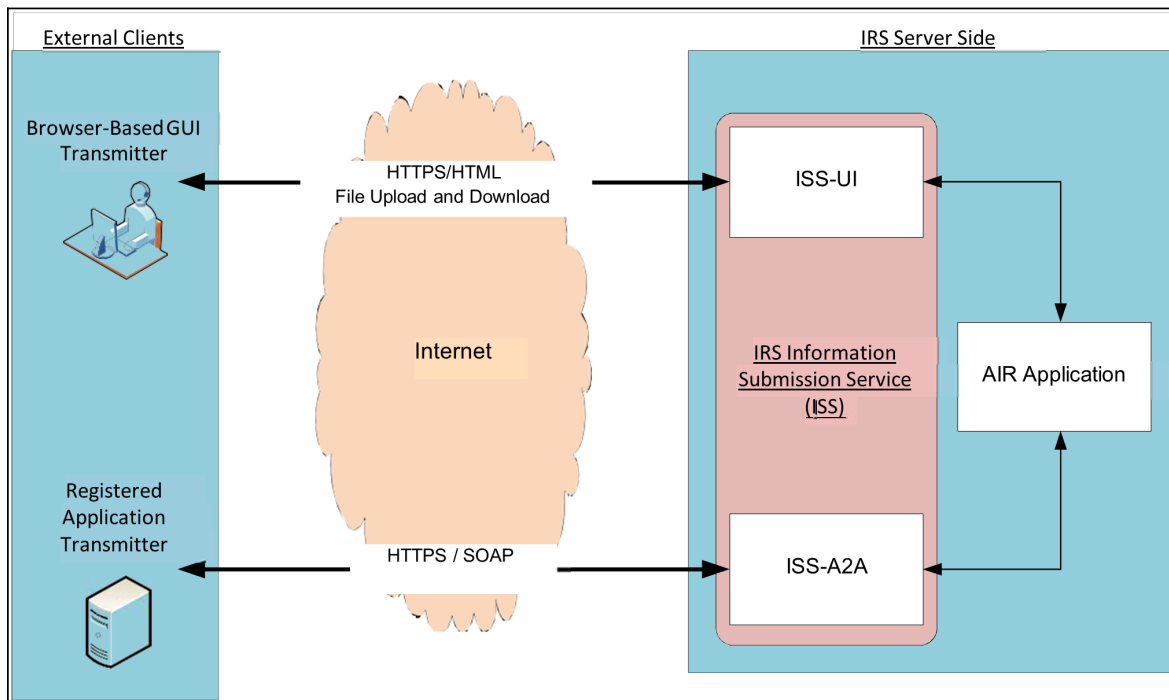 External Clients
IRS Server Side
Browser-Based GUI
Transmitter
HTTPS/HTML
File Upload and Download
ISS-UI
Internet
IRS Information
Submission Service
(ISS)
AIR Application
Registered
Application
Transmitter
HTTPS / SOAP
ISS-A2A